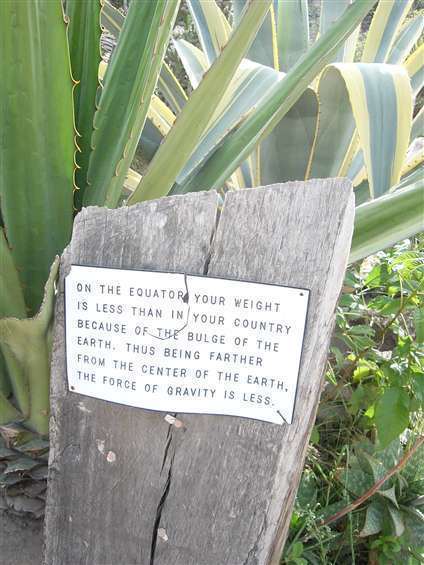 ON THE EQUATOR YOUR WEIGHT
IS LESS THAN IN YOUR COUNTRY
BECAUSE OF THE BULGE OF THE
EARTH. THUS BEING FARTHER
FROM THE CENTER OF THE EARTH,
THE FORCE OF GRAVITY IS LESS.